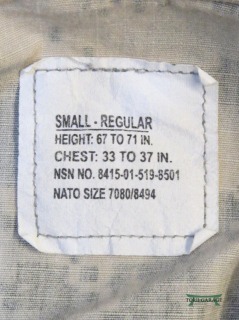 SMALL - REGULAR
HEIGHT: 67 TO 71 IN.
CHEST: 33 TO 37 IN.
NSN NO. 8415-01-519-8501
NATO SIZE 7080/8494